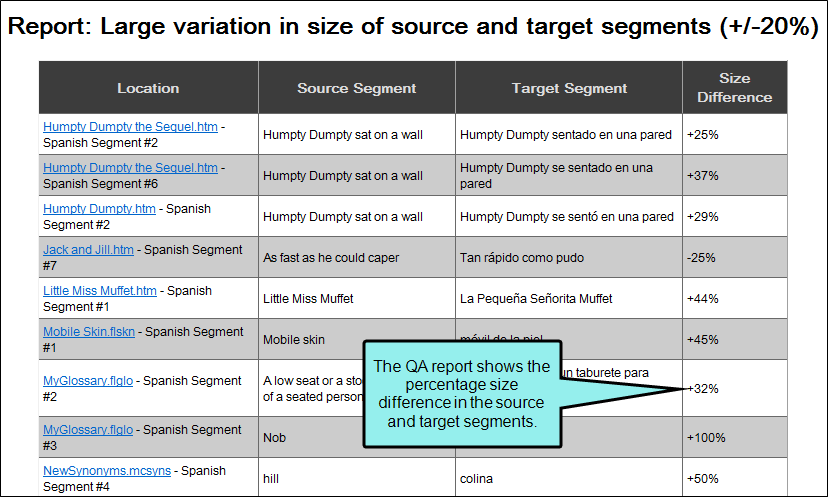 Report: Large variation in size of source and target segments (+/-20%)
Location Source Segment Target Segment Size
Difference
Humpty Dumpty the Sequel.htm -
Spanish Segment #2
Humpty Dumpty sat on a wall
Humpty Dumpty sentado en una pared
+25%
Humpty Dumpty the Sequel.htm -
Spanish Segment #6
Humpty Dumpty sat on a wall
Humpty Dumpty se sentado en una
pared
+37%
Humpty Dumpty.htm - Spanish
Segment #2
Humpty Dumpty sat on a wall
Humpty Dumpty se sentó en una pared
+29%
Jack and Jill.htm - Spanish Segment
#7
As fast as he could caper
Tan rápido como pudo
-25%
Little Miss Muffet.htm - Spanish
Segment #1
Little Miss Muffet
La Pequeña Señorita Muffet
+44%
Mobile Skin.flskn - Spanish Segment
#1
Mobile skin
móvil de la piel
+45%
MyGlossary.flglo - Spanish Segment
#2
A low seat or a
of a seated person
un taburete para
+32%
The QA report shows the
percentage size
difference in the source
and target segments.
MyGlossary.flglo - Spanish Segment
#3
Nob
+100%
NewSynonyms.mcsyns - Spanish
Segment #4
hill
colina
+50%